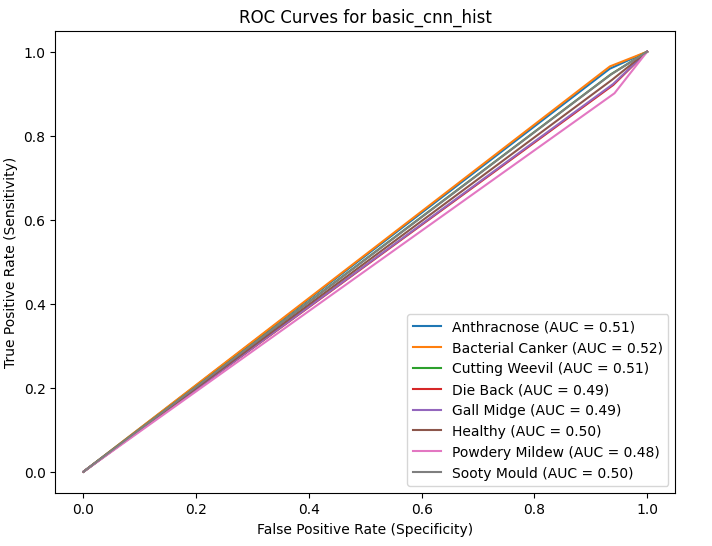 ROC Curves for basic_cnn_hist
True Positive Rate (Sensitivity)
1.0
0.8
0.6
0.4
0.2
0.0
Anthracnose (AUC = 0.51)
Bacterial Canker (AUC = 0.52)
Cutting Weevil (AUC = 0.51)
Die Back (AUC = 0.49)
Gall Midge (AUC = 0.49)
Healthy (AUC = 0.50)
Powdery Mildew (AUC = 0.48)
Sooty Mould (AUC = 0.50)
0.0 0.2 0.4 0.6 0.8 1.0
False Positive Rate (Specificity)